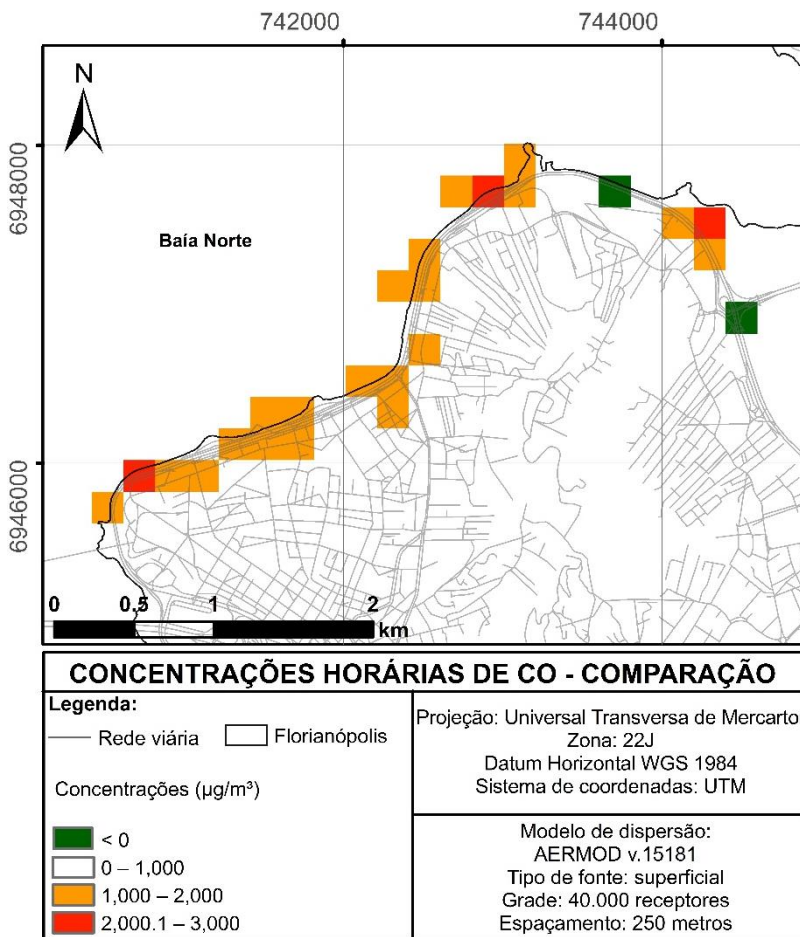 742000 744000
N
6948000
Baía Norte
6946000
0 0,5 1 2
km
CONCENTRAÇÕES HORÁRIAS DE CO - COMPARAÇÃO
Legenda:
Rede viária Florianópolis
Concentrações (µg/m³)
< 0
0 – 1,000
1,000 – 2,000
2,000.1 – 3,000
Projeção: Universal Transversa de Mercarto
Zona: 22J
Datum Horizontal WGS 1984
Sistema de coordenadas: UTM
Modelo de dispersão:
AERMOD v.15181
Tipo de fonte: superficial
Grade: 40.000 receptores
Espaçamento: 250 metros